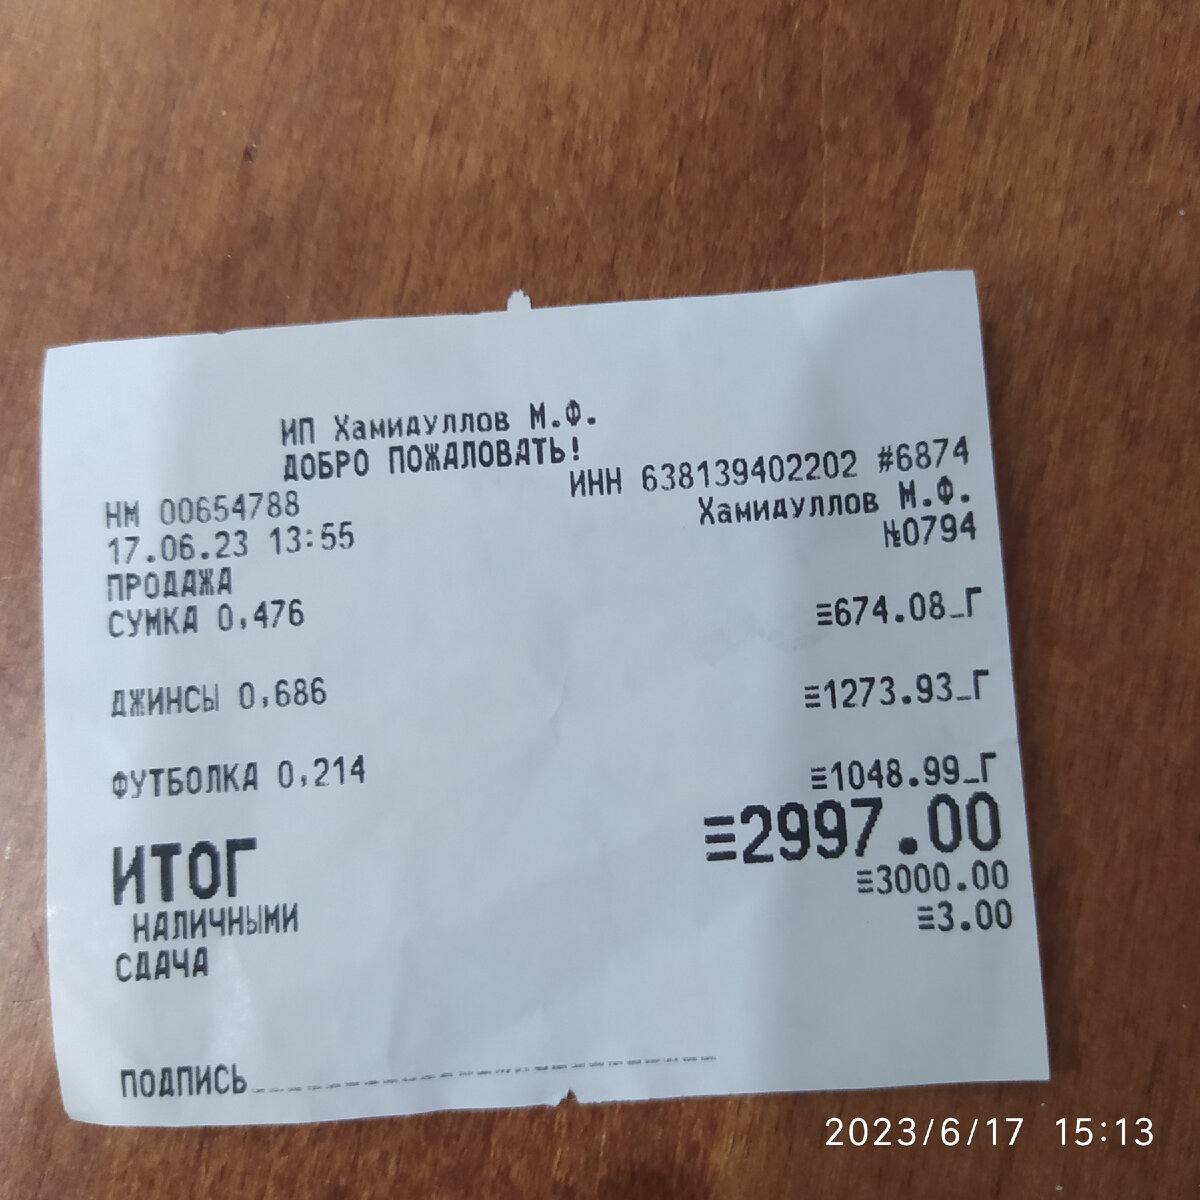 ИП Хамидуллов М.Ф.
ДОБРО ПОЖАЛОВАТЬ!
ИНН 638139402202 #6874
НМ 00654788 Хамидуллов М.Ф.
17.06.23 13:55 №0794
ПРОДАЖА
СУМКА 0,476 ≡674.08_Г
ДЖИНСЫ 0,686 ≡1273.93_Г
ФУТБОЛКА 0,214 ≡1048.99_Г
ИТОГ ≡2997.00
НАЛИЧНЫМИ ≡3000.00
СДАЧА ≡3.00
ПОДПИСЬ
2023/6/17 15:13